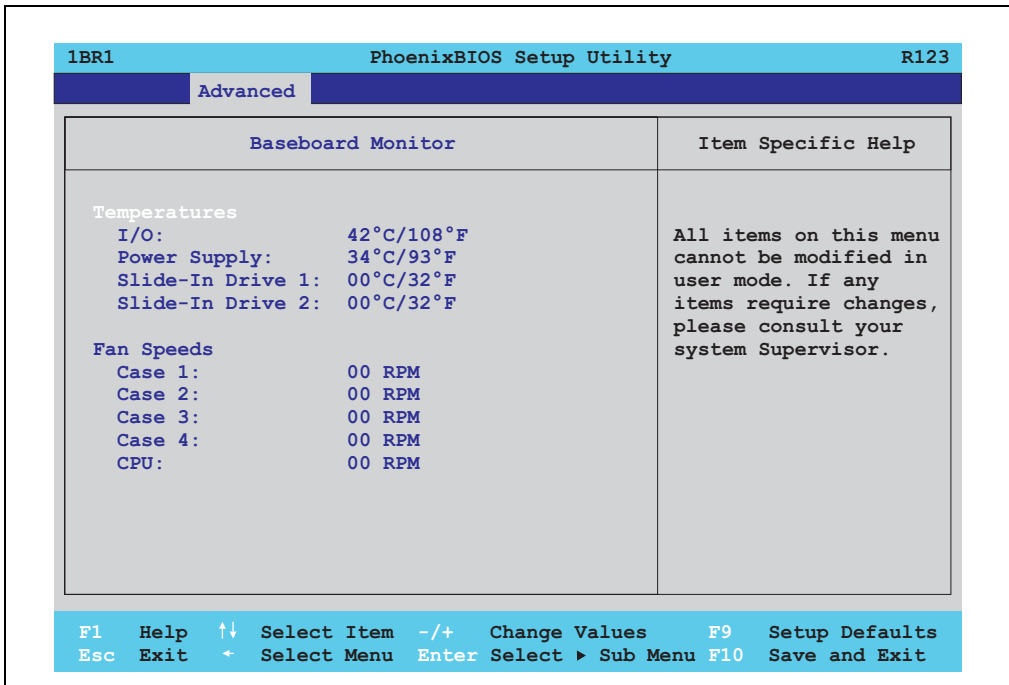 1BR1 PhoenixBIOS Setup Utility R123
Advanced
Baseboard Monitor
Item Specific Help
Temperatures
I/O: 42°C/108°F
Power Supply: 34°C/93°F
Slide-In Drive 1: 00°C/32°F
Slide-In Drive 2: 00°C/32°F
Fan Speeds
Case 1: 00 RPM
Case 2: 00 RPM
Case 3: 00 RPM
Case 4: 00 RPM
CPU: 00 RPM
All items on this menu
cannot be modified in
user mode. If any
items require changes,
please consult your
system Supervisor.
F1 Help ↑↓ Select Item -/+ Change Values F9 Setup Defaults
Esc Exit ← Select Menu Enter Select ▶ Sub Menu F10 Save and Exit